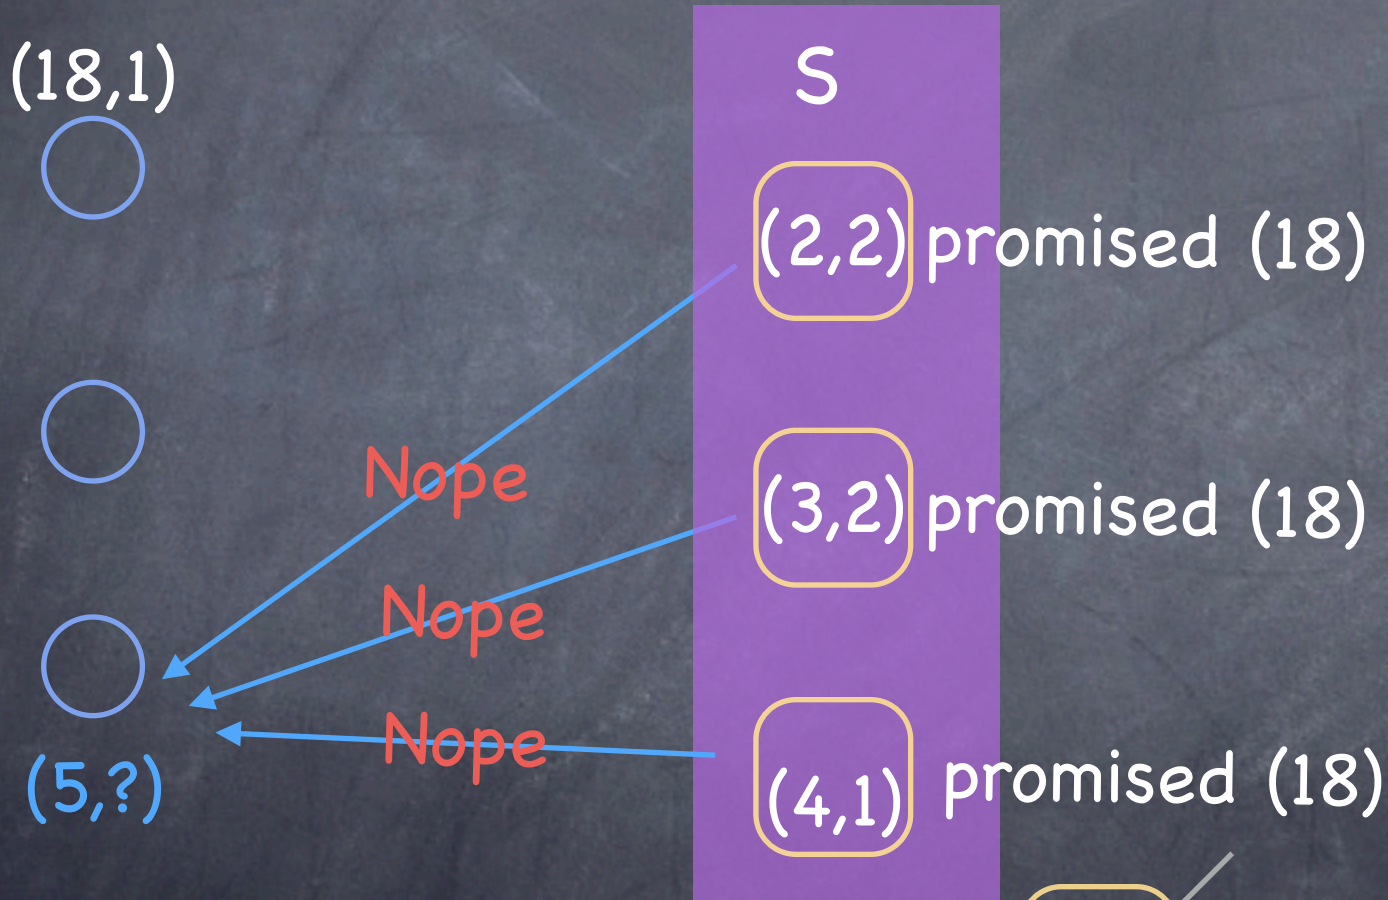 (18,1)
S
(2,2) promised (18)
Nope
(3,2) promised (18)
Nope
Nope
(5,?)
(4,1) promised (18)